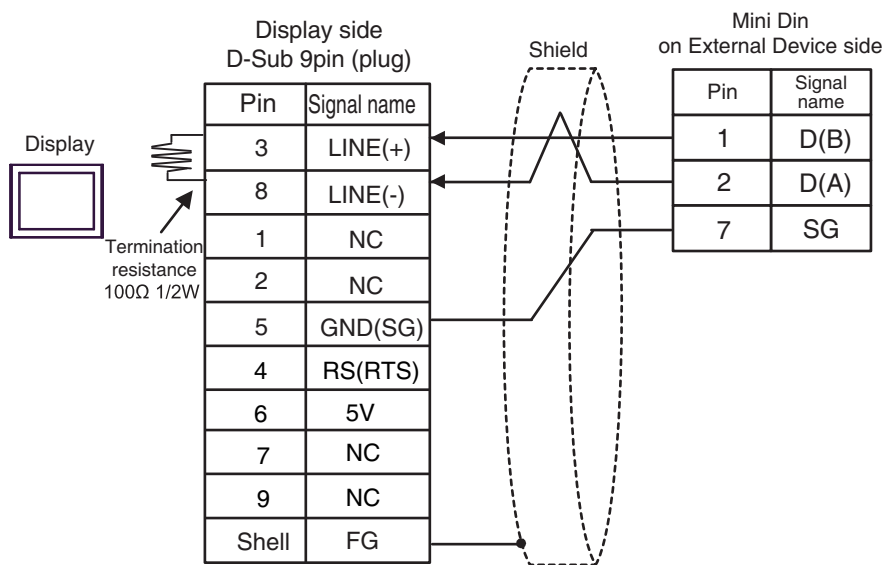 Display side
D-Sub 9pin (plug)
Shield
Mini Din
on External Device side
Display
Termination
resistance
100Ω 1/2W
Pin Signal name
3 LINE(+)
8 LINE(-)
1 NC
2 NC
5 GND(SG)
4 RS(RTS)
6 5V
7 NC
9 NC
Shell FG
Pin Signal name
1 D(B)
2 D(A)
7 SG